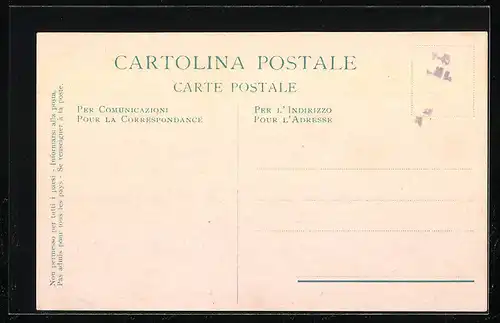 CARTOLINA POSTALE
CARTE POSTALE
PER COMUNICAZIONI
POUR LA CORRESPONDANCE
PER L'INDIRIZZO
POUR L'ADRESSE
Non permesso per tutti i paesi - Informarsi alla posta.
Pas admis pour tous les pays - Se renseigner à la poste.